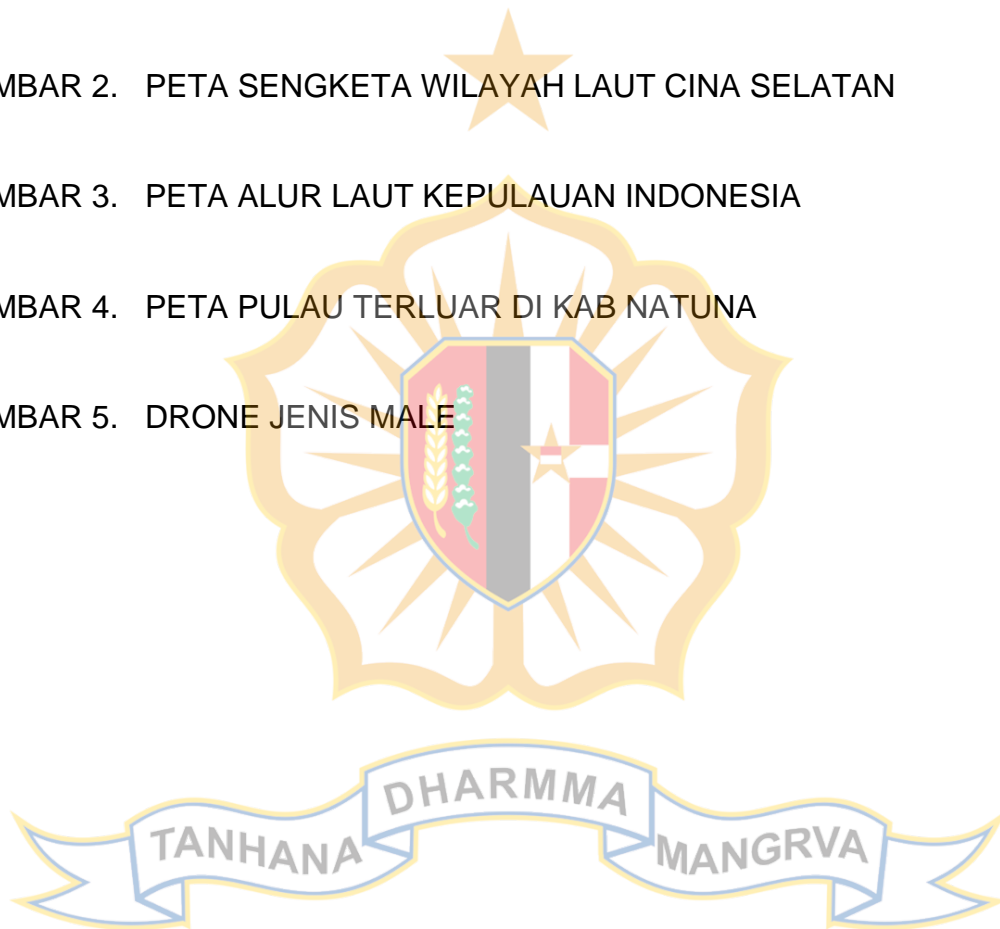 MBAR 2. PETA SENGKETA WILAYAH LAUT CINA SELATAN
MBAR 3. PETA ALUR LAUT KEPULAUAN INDONESIA
MBAR 4. PETA PULAU TERLUAR DI KAB NATUNA
MBAR 5. DRONE JENIS MALE
TANHANA DHARMMA MANGRVA